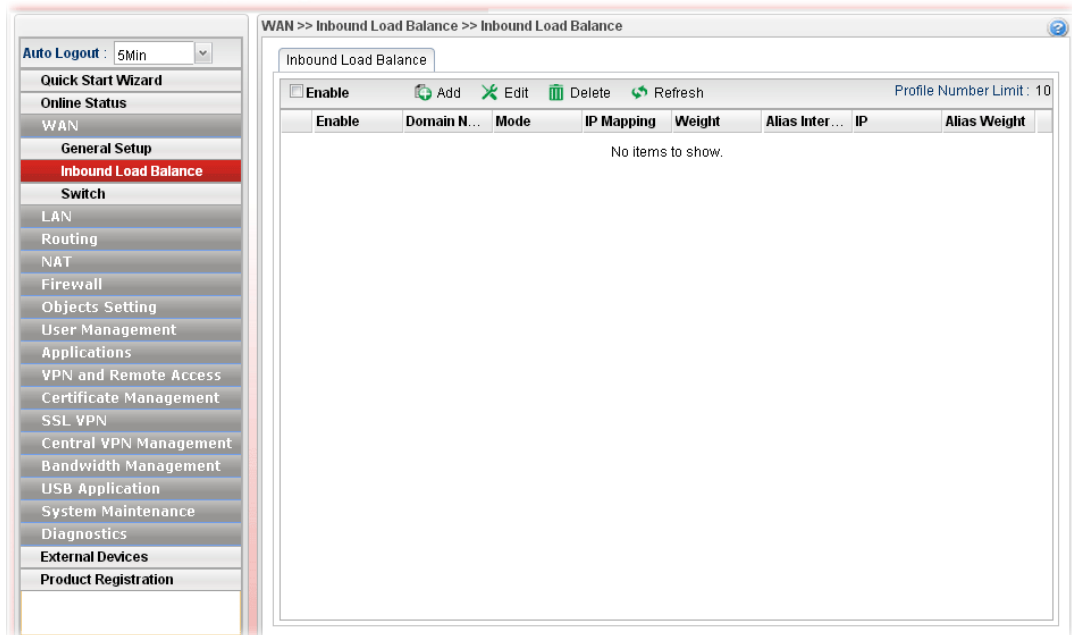 WAN >> Inbound Load Balance >> Inbound Load Balance
Auto Logout : 5Min
Quick Start Wizard
Online Status
WAN
General Setup
Inbound Load Balance
Switch
LAN
Routing
NAT
Firewall
Objects Setting
User Management
Applications
VPN and Remote Access
Certificate Management
SSL VPN
Central VPN Management
Bandwidth Management
USB Application
System Maintenance
Diagnostics
External Devices
Product Registration
Inbound Load Balance
Enable Add Edit Delete Refresh Profile Number Limit : 10
Enable Domain N... Mode IP Mapping Weight Alias Inter... IP Alias Weight
No items to show.